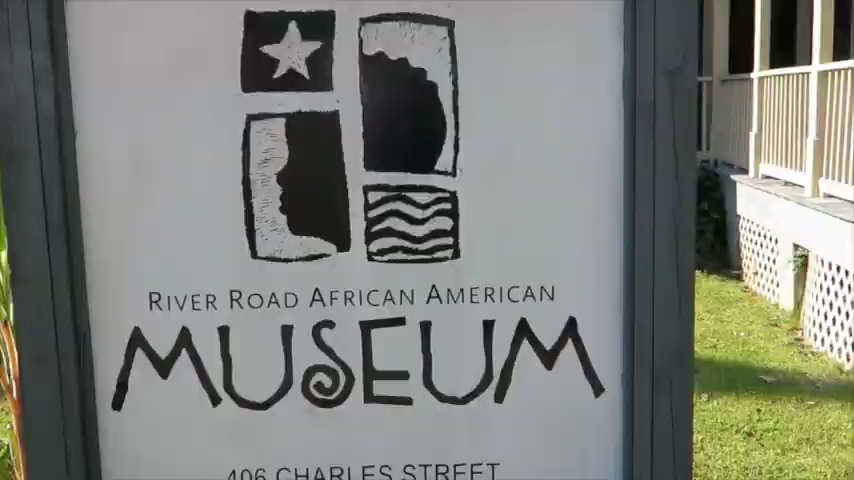 RIVER ROAD AFRICAN AMERICAN
MUSEUM
406 CHARLES STREET